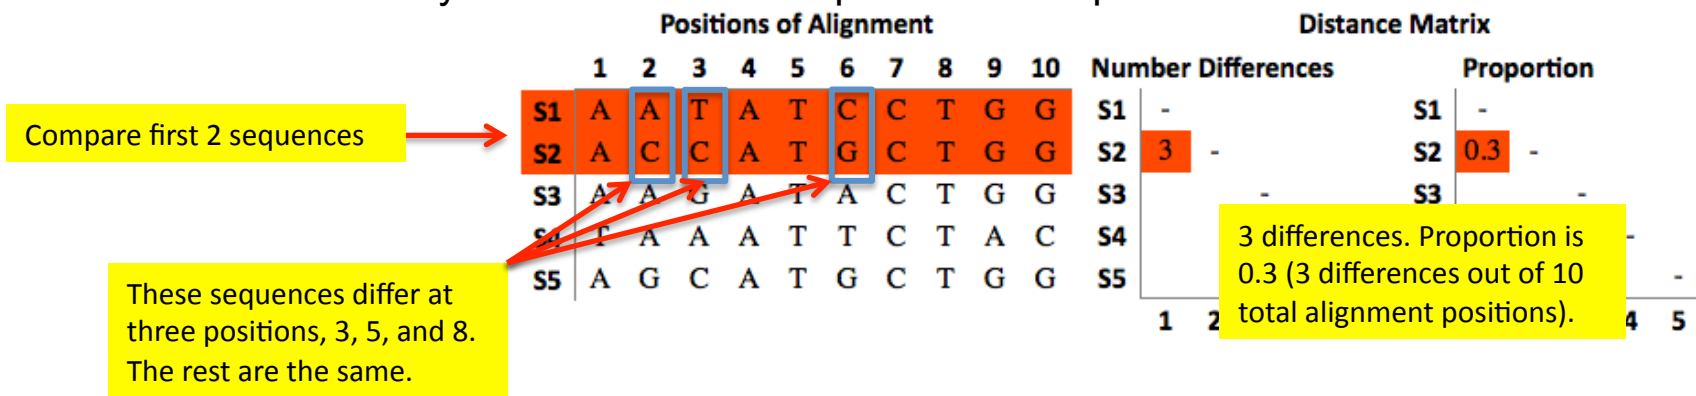 Positions of Alignment Distance Matrix
1 2 3 4 5 6 7 8 9 10 Number Differences Proportion
S1 A A T A T C C T G G S1 - S1 -
Compare first 2 sequences
S2 A C C A T G C T G G S2 3 - S2 0.3 -
S3 A A G A T A C T G G S3 - S3 -
S4 T A A A T T C T A C S4 -
3 differences. Proportion is
0.3 (3 differences out of 10
total alignment positions).
S5 A G C A T G C T G G S5 -
1 2 4 5
These sequences differ at
three positions, 3, 5, and 8.
The rest are the same.